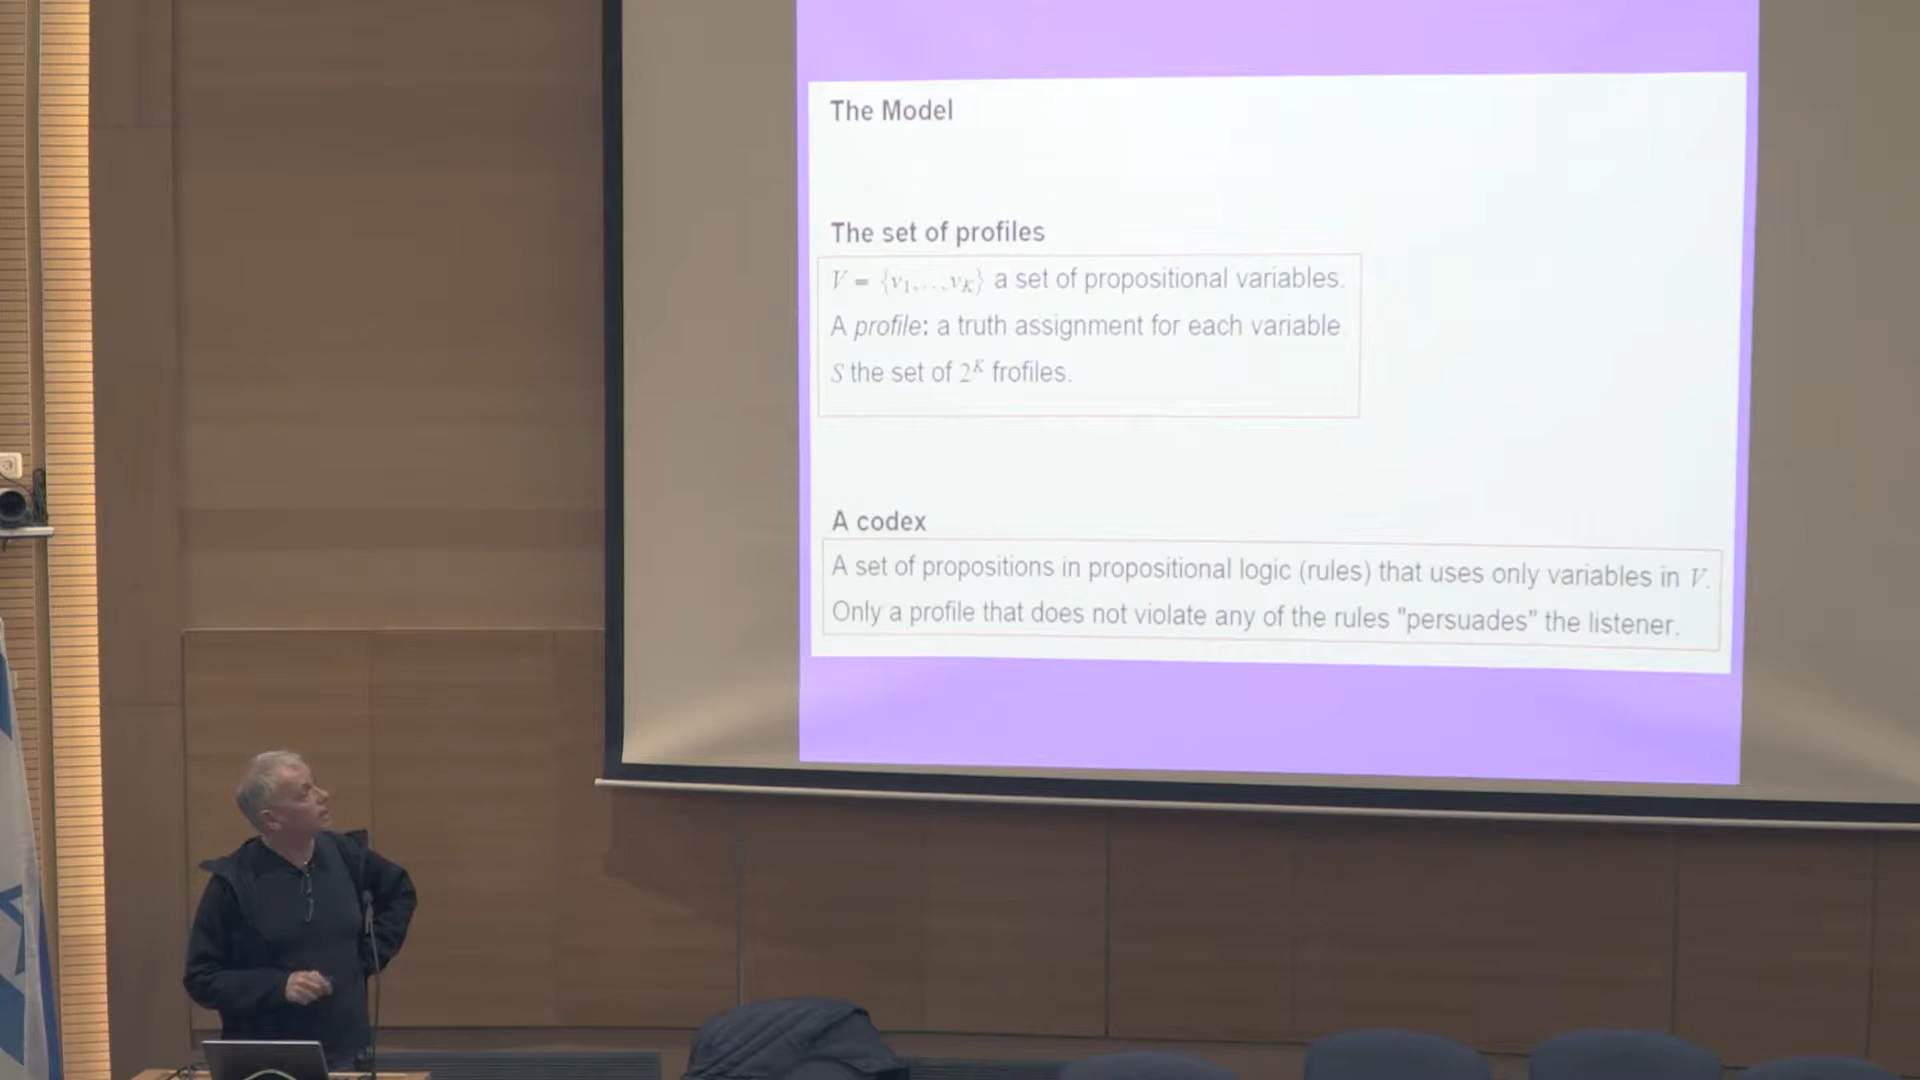 The Model
The set of profiles
V = {v₁,...,v_K} a set of propositional variables.
A profile: a truth assignment for each variable
S the set of 2ᴷ frofiles.
A codex
A set of propositions in propositional logic (rules) that uses only variables in V.
Only a profile that does not violate any of the rules "persuades" the listener.